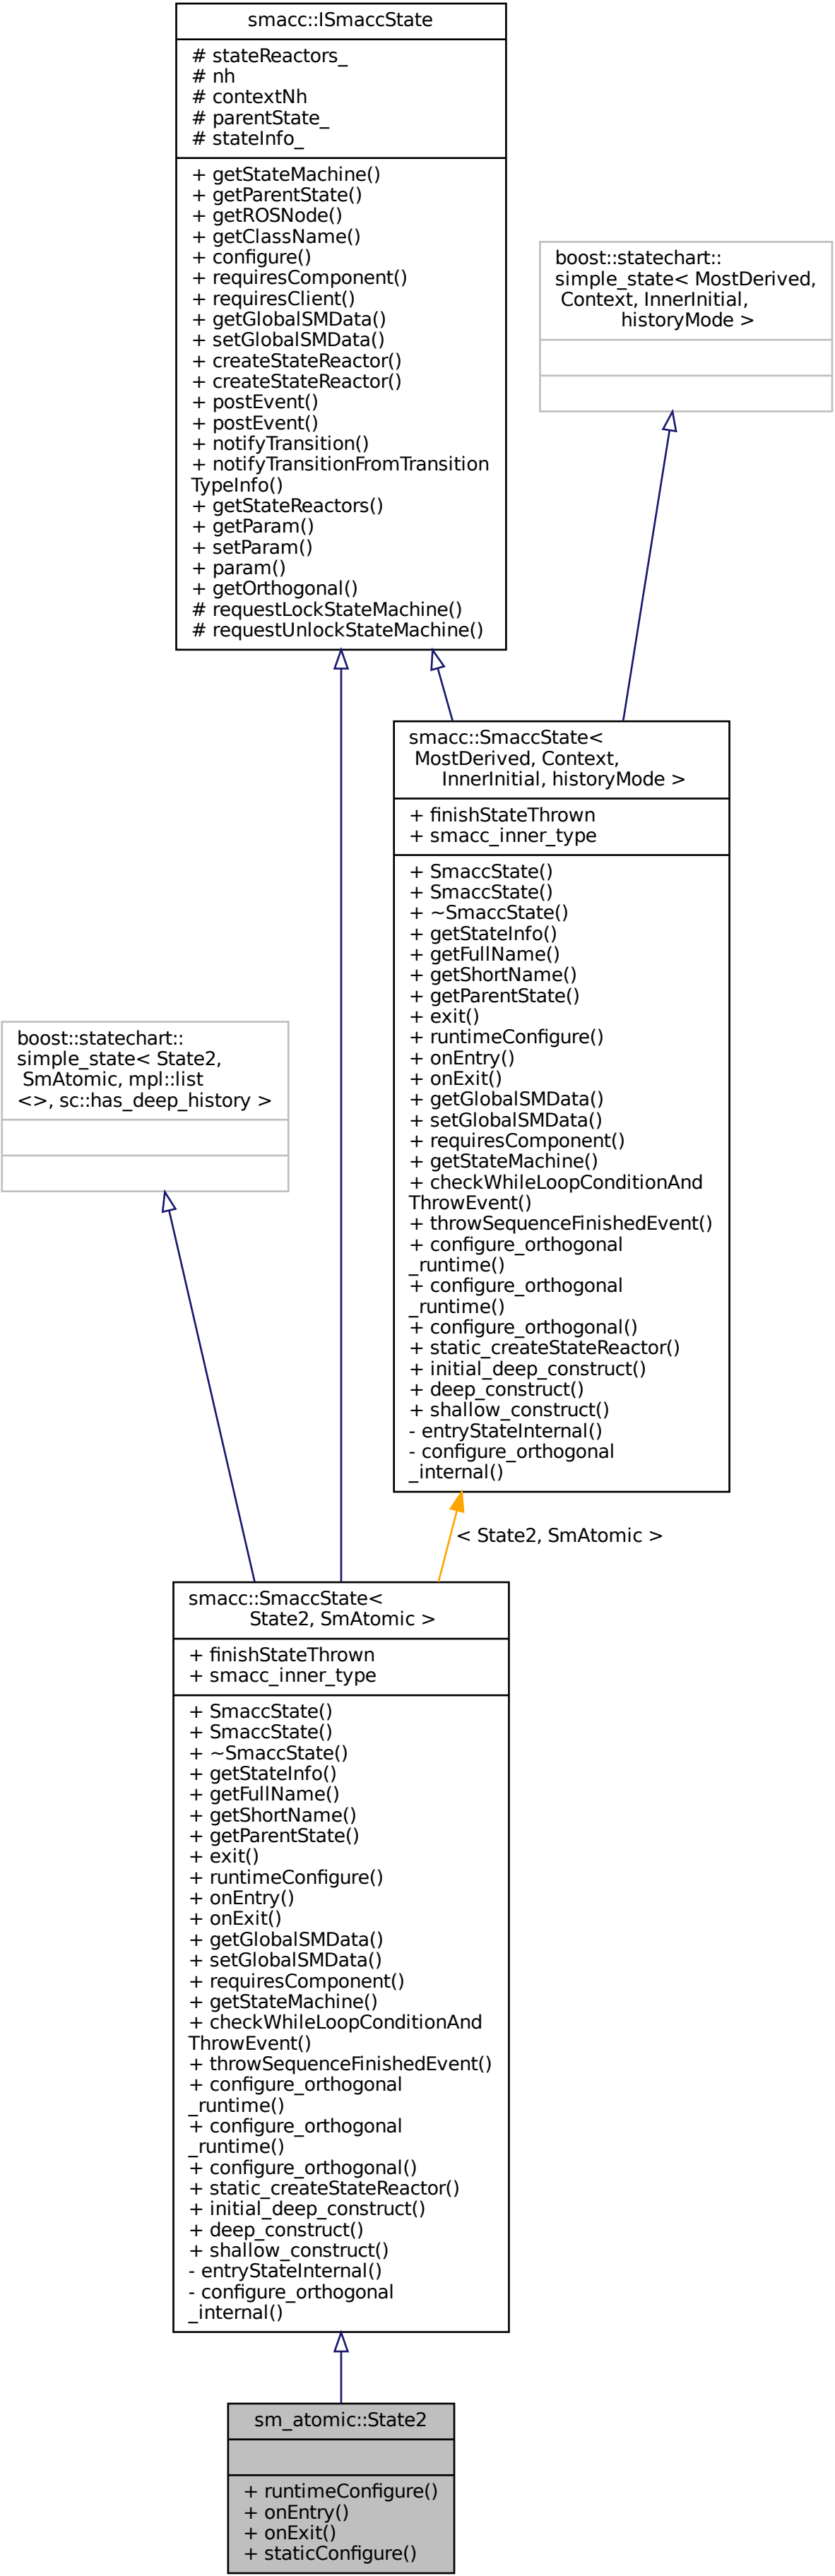 smacc::ISmaccState
# stateReactors_
# nh
# contextNh
# parentState_
# stateInfo_
+ getStateMachine()
+ getParentState()
+ getROSNode()
+ getClassName()
+ configure()
+ requiresComponent()
+ requiresClient()
+ getGlobalSMData()
+ setGlobalSMData()
+ createStateReactor()
+ createStateReactor()
+ postEvent()
+ postEvent()
+ notifyTransition()
+ notifyTransitionFromTransition
TypeInfo()
+ getStateReactors()
+ getParam()
+ setParam()
+ param()
+ getOrthogonal()
# requestLockStateMachine()
# requestUnlockStateMachine()
boost::statechart::
simple_state< MostDerived,
Context, InnerInitial,
historyMode >
smacc::SmaccState<
MostDerived, Context,
InnerInitial, historyMode >
+ finishStateThrown
+ smacc_inner_type
+ SmaccState()
+ SmaccState()
+ ~SmaccState()
+ getStateInfo()
+ getFullName()
+ getShortName()
+ getParentState()
+ exit()
+ runtimeConfigure()
+ onEntry()
+ onExit()
+ getGlobalSMData()
+ setGlobalSMData()
+ requiresComponent()
+ getStateMachine()
+ checkWhileLoopConditionAnd
ThrowEvent()
+ throwSequenceFinishedEvent()
+ configure_orthogonal
_runtime()
+ configure_orthogonal
_runtime()
+ configure_orthogonal()
+ static_createStateReactor()
+ initial_deep_construct()
+ deep_construct()
+ shallow_construct()
- entryStateInternal()
- configure_orthogonal
_internal()
boost::statechart::
simple_state< State2,
SmAtomic, mpl::list
<>, sc::has_deep_history >
< State2, SmAtomic >
smacc::SmaccState<
State2, SmAtomic >
+ finishStateThrown
+ smacc_inner_type
+ SmaccState()
+ SmaccState()
+ ~SmaccState()
+ getStateInfo()
+ getFullName()
+ getShortName()
+ getParentState()
+ exit()
+ runtimeConfigure()
+ onEntry()
+ onExit()
+ getGlobalSMData()
+ setGlobalSMData()
+ requiresComponent()
+ getStateMachine()
+ checkWhileLoopConditionAnd
ThrowEvent()
+ throwSequenceFinishedEvent()
+ configure_orthogonal
_runtime()
+ configure_orthogonal
_runtime()
+ configure_orthogonal()
+ static_createStateReactor()
+ initial_deep_construct()
+ deep_construct()
+ shallow_construct()
- entryStateInternal()
- configure_orthogonal
_internal()
sm_atomic::State2
+ runtimeConfigure()
+ onEntry()
+ onExit()
+ staticConfigure()